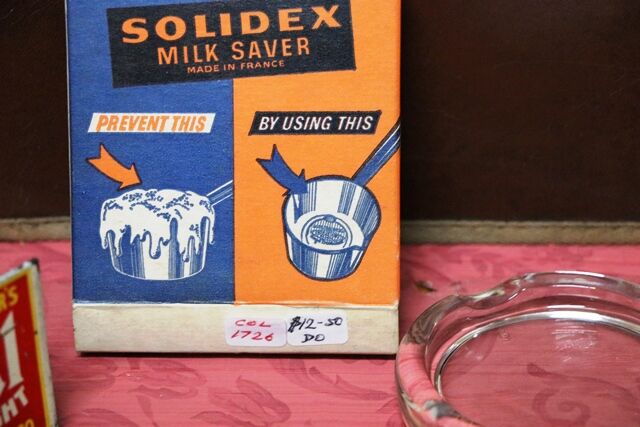 SOLIDEX
MILK SAVER
MADE IN FRANCE
PREVENT THIS
BY USING THIS
COL
1726
$12-50
DO